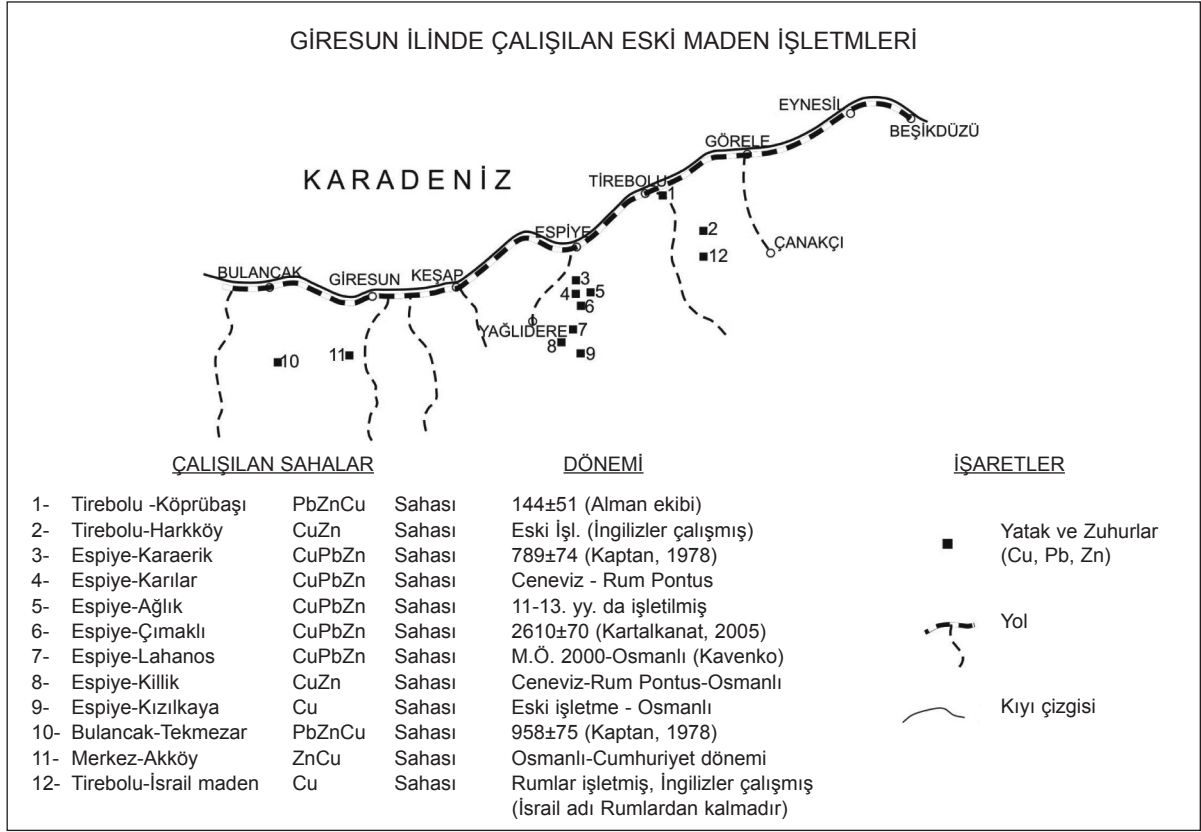 GİRESUN İLİNDE ÇALIŞILAN ESKİ MADEN İŞLETMLERİ
EYNESİL
BEŞİKDÜZÜ
GÖRELE
KARADENİZ
TİREBOLU
1
2
ESPİYE
ÇANAKÇI
12
BULANCAK
GİRESUN
KEŞAP
3
4
5
6
YAĞLIDERE
7
8
9
10
11
ÇALIŞILAN SAHALAR DÖNEMİ İŞARETLER
1- Tirebolu -Köprübaşı PbZnCu Sahası 144±51 (Alman ekibi)
2- Tirebolu-Harkköy CuZn Sahası Eski İşl. (İngilizler çalışmış)
3- Espiye-Karaerik CuPbZn Sahası 789±74 (Kaptan, 1978)
4- Espiye-Karılar CuPbZn Sahası Ceneviz - Rum Pontus
5- Espiye-Ağlık CuPbZn Sahası 11-13. yy. da işletilmiş
6- Espiye-Çımaklı CuPbZn Sahası 2610±70 (Kartalkanat, 2005)
7- Espiye-Lahanos CuPbZn Sahası M.Ö. 2000-Osmanlı (Kavenko)
8- Espiye-Killik CuZn Sahası Ceneviz-Rum Pontus-Osmanlı
9- Espiye-Kızılkaya Cu Sahası Eski işletme - Osmanlı
10- Bulancak-Tekmezar PbZnCu Sahası 958±75 (Kaptan, 1978)
11- Merkez-Akköy ZnCu Sahası Osmanlı-Cumhuriyet dönemi
12- Tirebolu-İsrail maden Cu Sahası Rumlar işletmiş, İngilizler çalışmış
(İsrail adı Rumlardan kalmadır)
Yatak ve Zuhurlar
(Cu, Pb, Zn)
Yol
Kıyı çizgisi